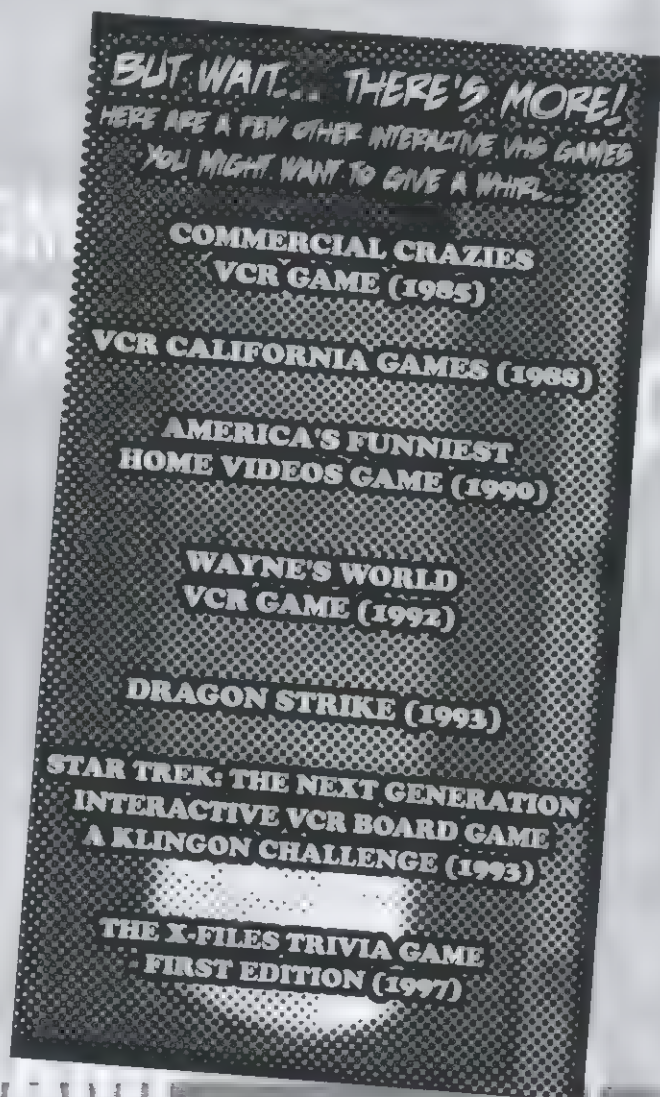 BUT WAIT... THERE'S MORE!
HERE ARE A FEW OTHER INTERACTIVE VHS GAMES
YOU MIGHT WANT TO GIVE A WHIRL...
COMMERCIAL CRAZIES
VCR GAME (1985)
VCR CALIFORNIA GAMES (1988)
AMERICA'S FUNNIEST
HOME VIDEOS GAME (1990)
WAYNE'S WORLD
VCR GAME (1992)
DRAGON STRIKE (1993)
STAR TREK: THE NEXT GENERATION
INTERACTIVE VCR BOARD GAME
A KLINGON CHALLENGE (1993)
THE X-FILES TRIVIA GAME
FIRST EDITION (1997)